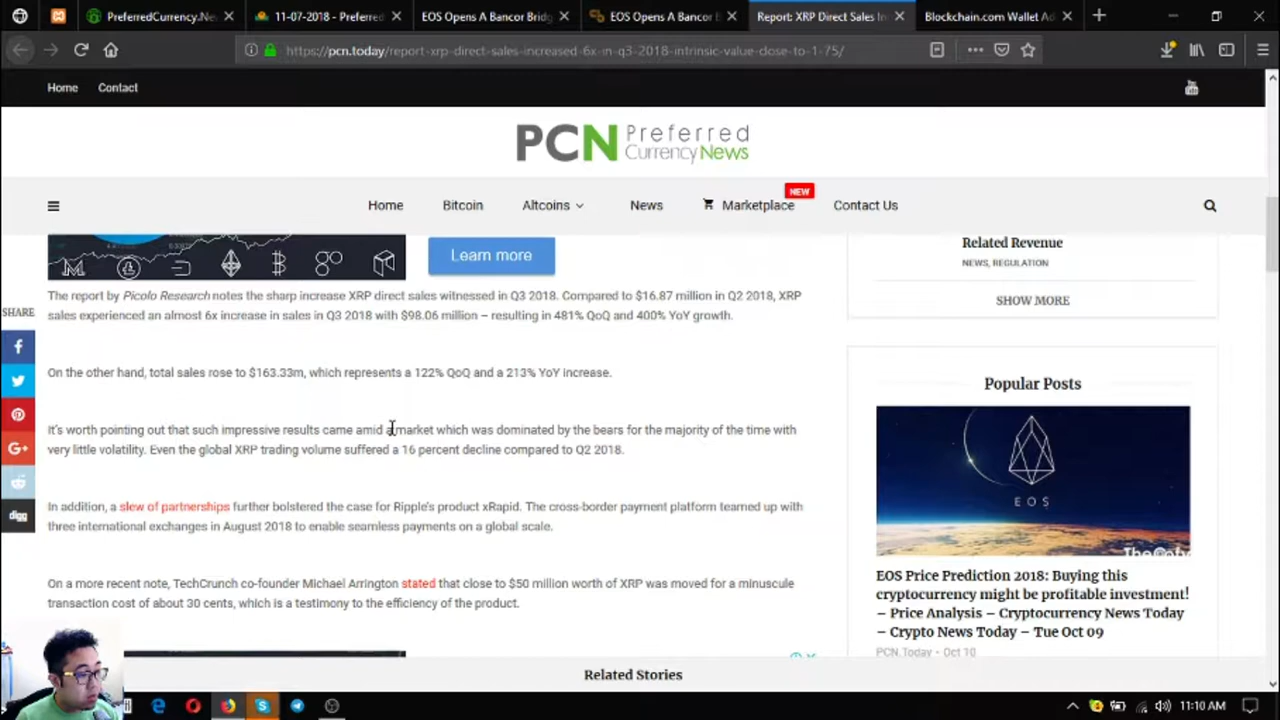 PreferredCurrency.Ne
11-07-2018 - Preferred
EOS Opens A Bancor Bridg
EOS Opens A Bancor B
Report: XRP Direct Sales In
Blockchain.com Wallet Ad
https://pcn.today/report-xrp-direct-sales-increased-6x-in-q3-2018-intrinsic-value-close-to-1-75/
Home Contact
PCN Preferred
CurrencyNews
NEW
Home Bitcoin Altcoins News Marketplace Contact Us
Learn more
The report by Picolo Research notes the sharp increase XRP direct sales witnessed in Q3 2018. Compared to $16.87 million in Q2 2018, XRP
sales experienced an almost 6x increase in sales in Q3 2018 with $98.06 million – resulting in 481% QoQ and 400% YoY growth.
On the other hand, total sales rose to $163.33m, which represents a 122% QoQ and a 213% YoY increase.
It's worth pointing out that such impressive results came amid a market which was dominated by the bears for the majority of the time with
very little volatility. Even the global XRP trading volume suffered a 16 percent decline compared to Q2 2018.
In addition, a slew of partnerships further bolstered the case for Ripple's product xRapid. The cross-border payment platform teamed up with
three international exchanges in August 2018 to enable seamless payments on a global scale.
On a more recent note, TechCrunch co-founder Michael Arrington stated that close to $50 million worth of XRP was moved for a minuscule
transaction cost of about 30 cents, which is a testimony to the efficiency of the product.
SHARE
G+
digg
Related Revenue
NEWS, REGULATION
SHOW MORE
Popular Posts
EOS
EOS Price Prediction 2018: Buying this
cryptocurrency might be profitable investment!
– Price Analysis – Cryptocurrency News Today
– Crypto News Today – Tue Oct 09
PCN.Today - Oct 10
Related Stories
11:10 AM